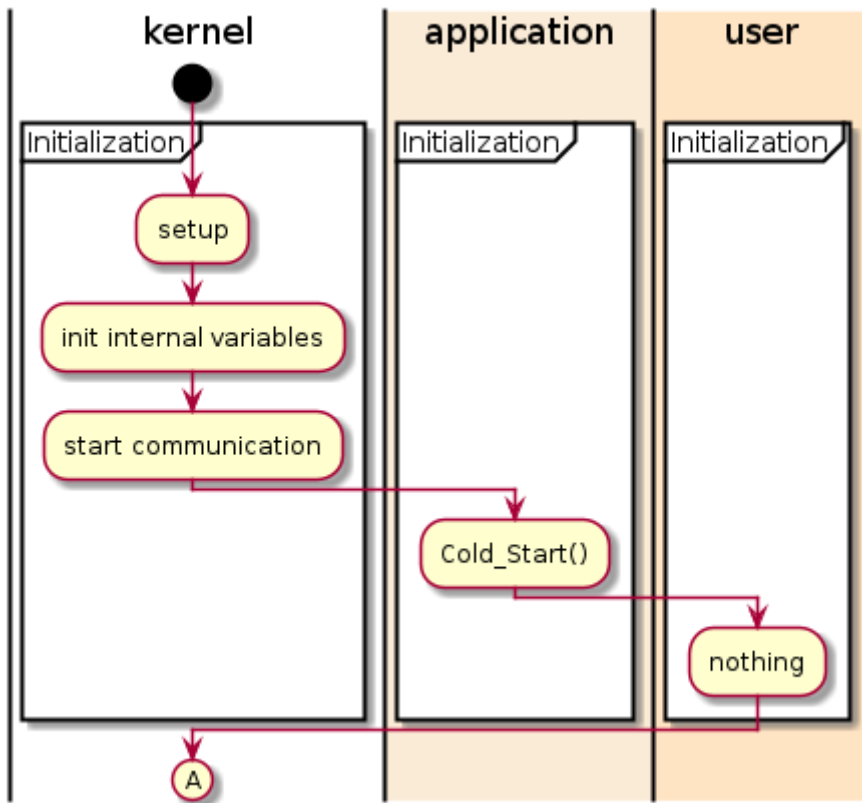 kernel
application
user
Initialization
Initialization
Initialization
setup
init internal variables
start communication
Cold_Start()
nothing
A